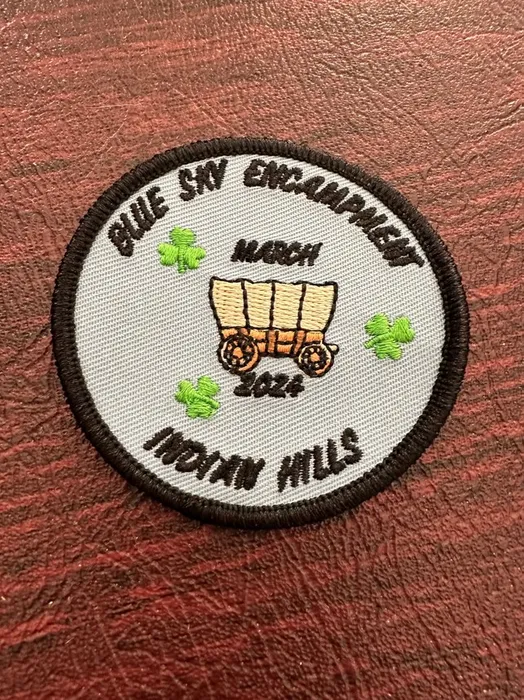 BLUE SKY ENCAMPMENT
MARCH
2024
INDIAN HILLS